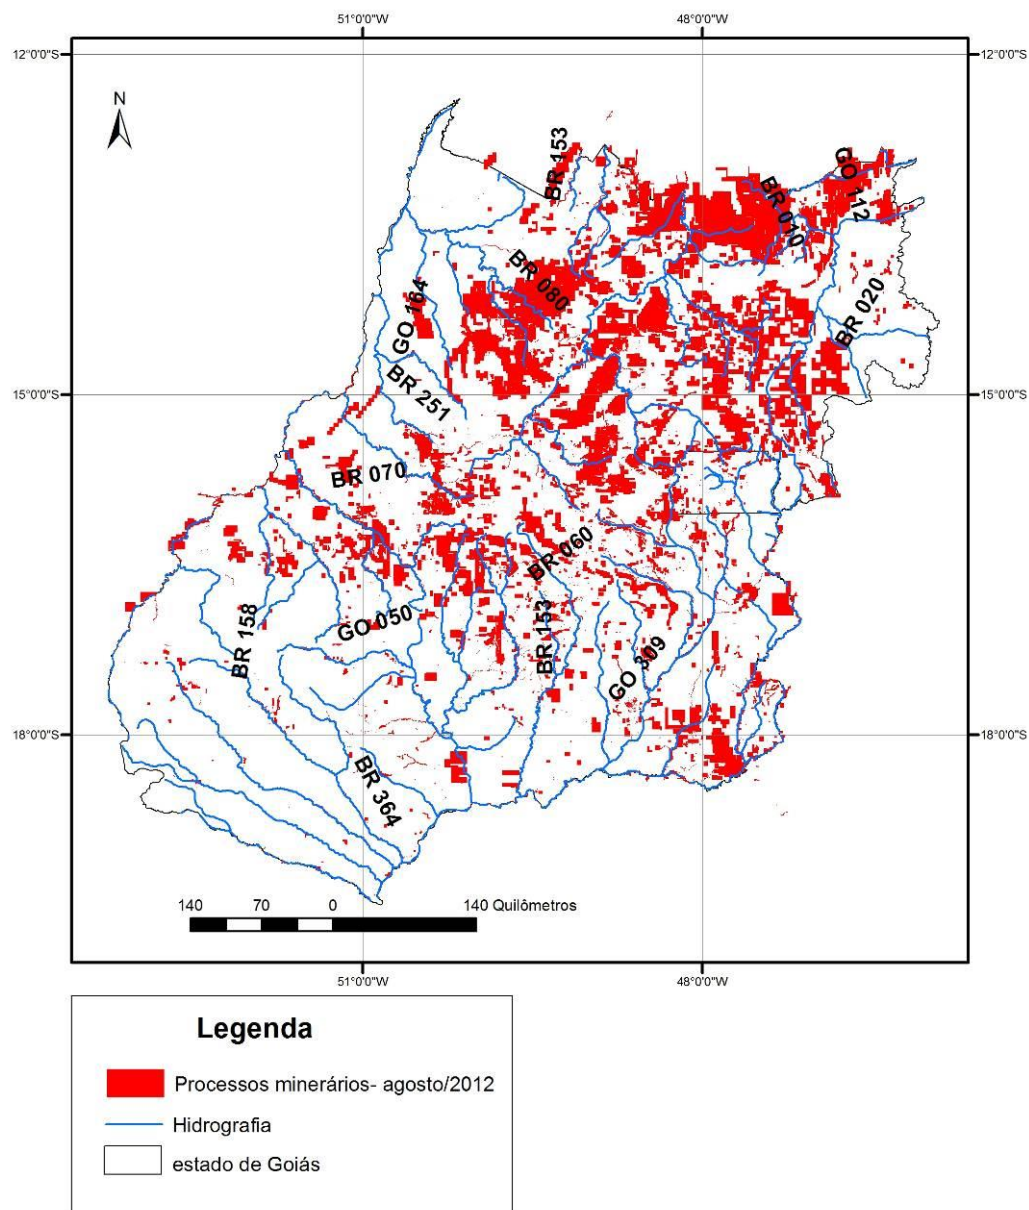 51°0'0"W 48°0'0"W
12°0'0"S 12°0'0"S
N
BR 153
GO 112
BR 010
BR 080
GO 164
BR 020
BR 251
15°0'0"S 15°0'0"S
BR 070
BR 060
GO 050
BR 158
BR 153
GO 309
18°0'0"S 18°0'0"S
BR 364
140 70 0 140 Quilômetros
51°0'0"W 48°0'0"W
Legenda
Processos minerários- agosto/2012
Hidrografia
estado de Goiás